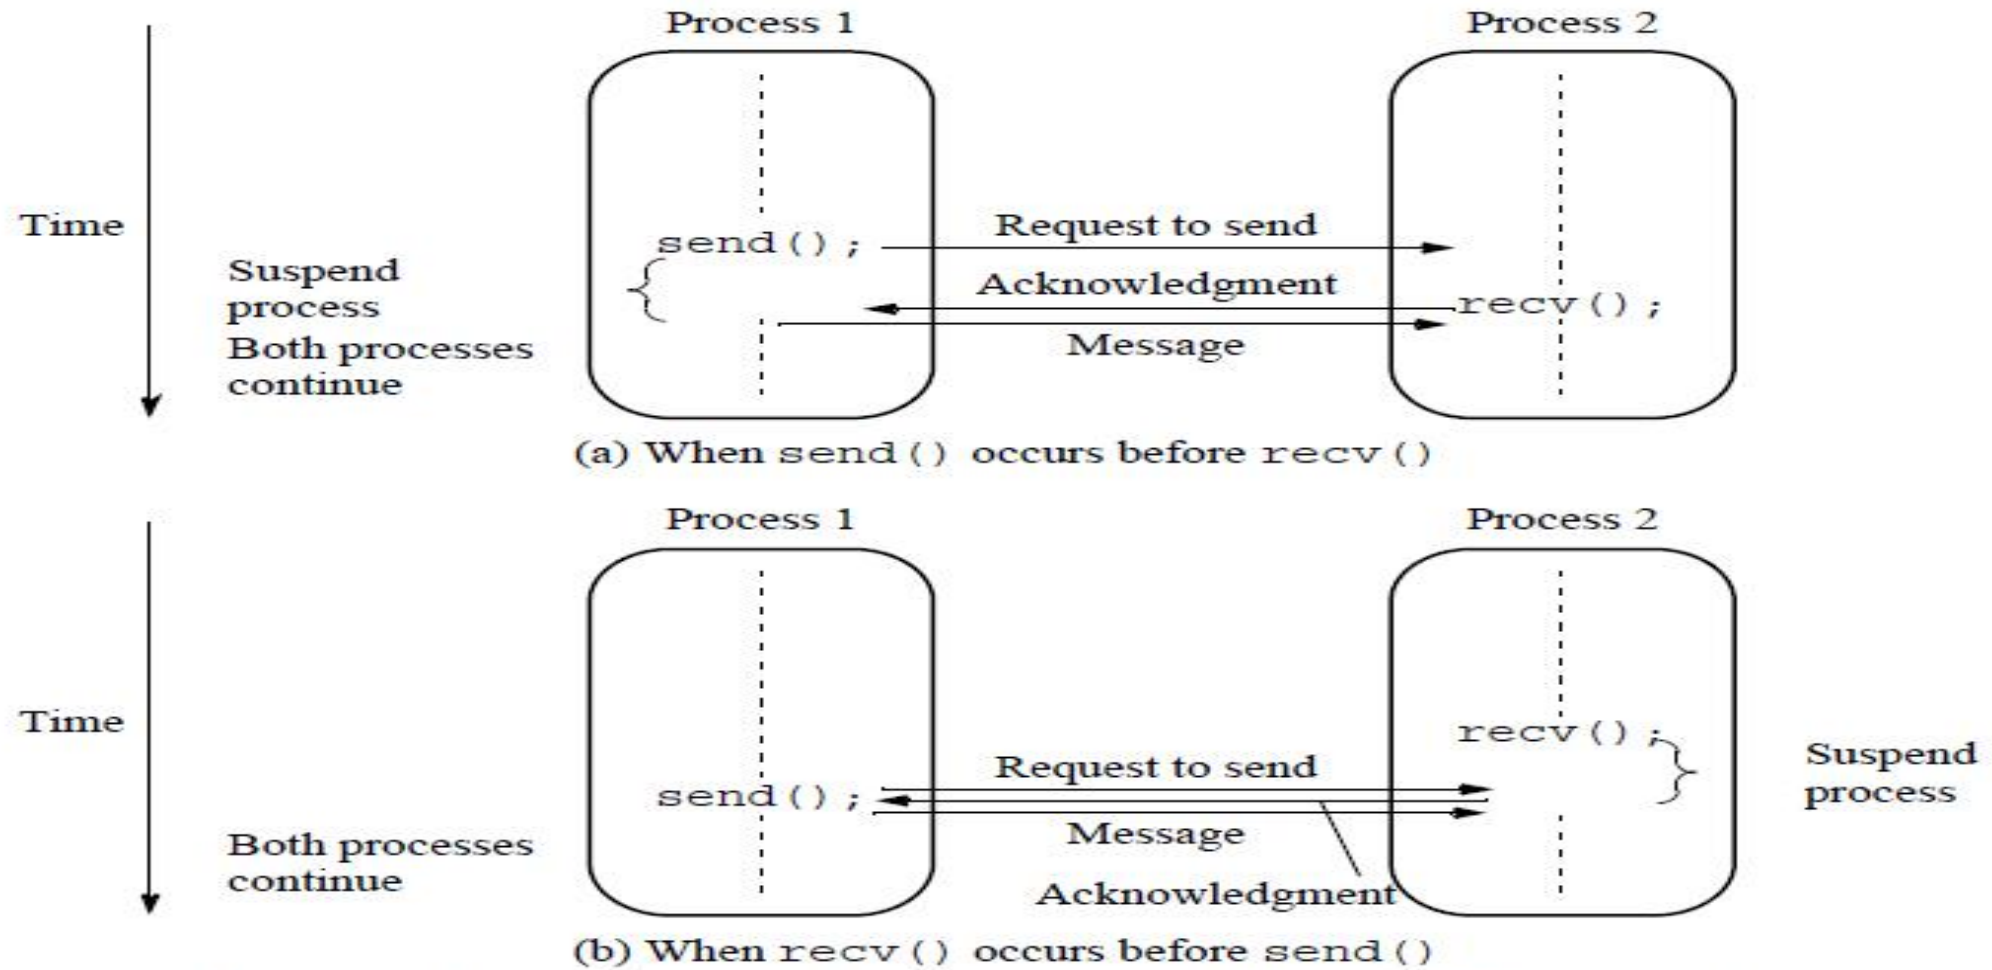 Process 1
Process 2
Time
send();
Request to send
Suspend
process
Acknowledgment
recv();
Both processes
continue
Message
(a) When send() occurs before recv()
Process 1
Process 2
Time
recv();
Suspend
process
Request to send
send();
Message
Both processes
continue
Acknowledgment
(b) When recv() occurs before send()